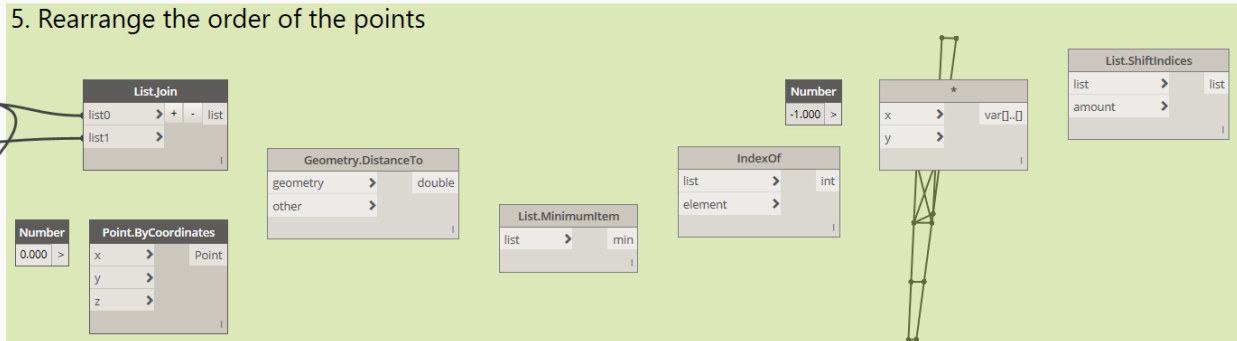 5. Rearrange the order of the points
List.Join
list0 > + - list
list1 >
l
Number
0.000 >
Point.ByCoordinates
x > Point
y >
z >
l
Geometry.DistanceTo
geometry > double
other >
l
List.MinimumItem
list > min
l
IndexOf
list > int
element >
l
Number
-1.000 >
*
x > var[]..[]
y >
l
List.ShiftIndices
list > list
amount >
l